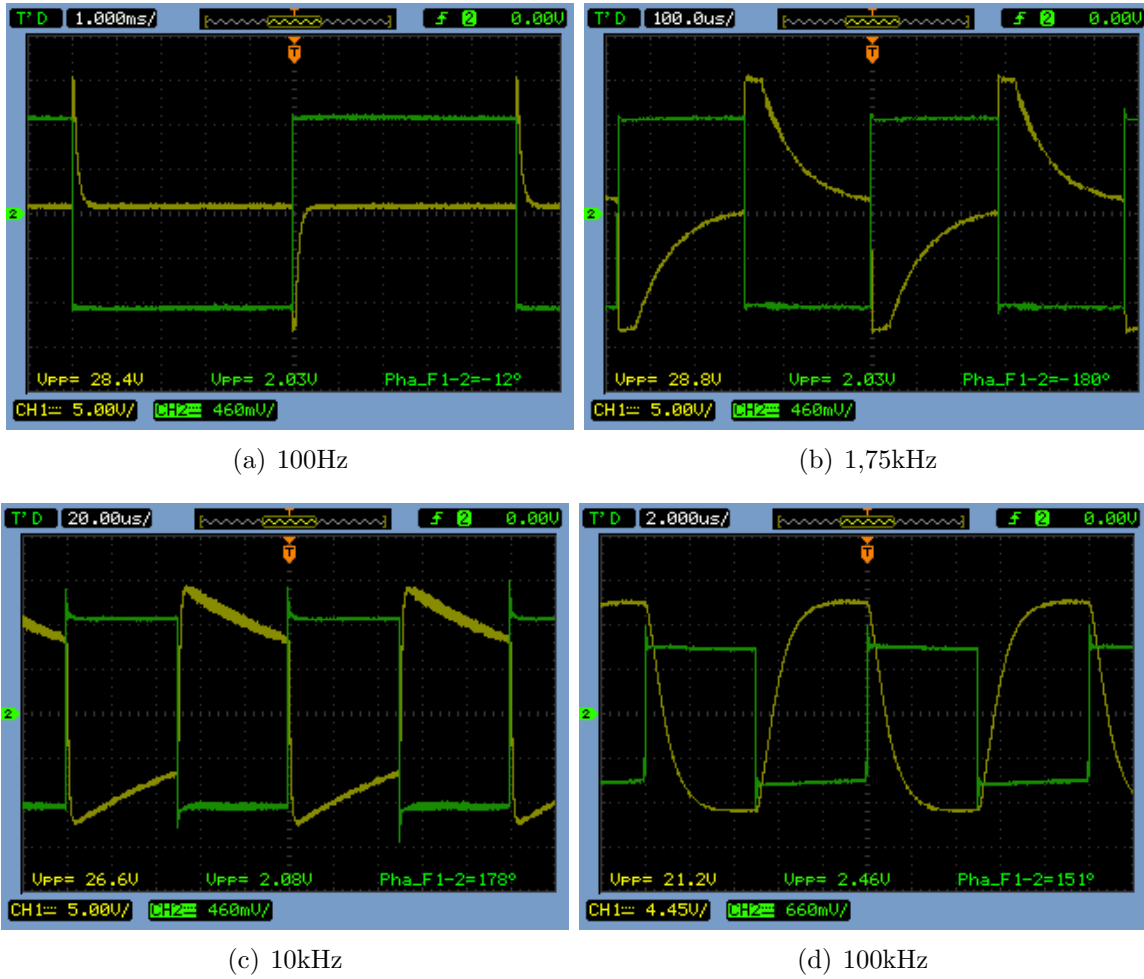 T'D 1.000ms/ T 2 0.00V
2
VPP= 28.4V VPP= 2.03V Pha_F1-2=-12°
CH1 5.00V/ CH2 460mV/
(a) 100Hz
T'D 100.0us/ T 2 0.00V
2
VPP= 28.8V VPP= 2.03V Pha_F1-2=-180°
CH1 5.00V/ CH2 460mV/
(b) 1,75kHz
T'D 20.00us/ T 2 0.00V
2
VPP= 26.6V VPP= 2.08V Pha_F1-2=178°
CH1 5.00V/ CH2 460mV/
(c) 10kHz
T'D 2.000us/ T 2 0.00V
2
VPP= 21.2V VPP= 2.46V Pha_F1-2=151°
CH1 4.45V/ CH2 660mV/
(d) 100kHz